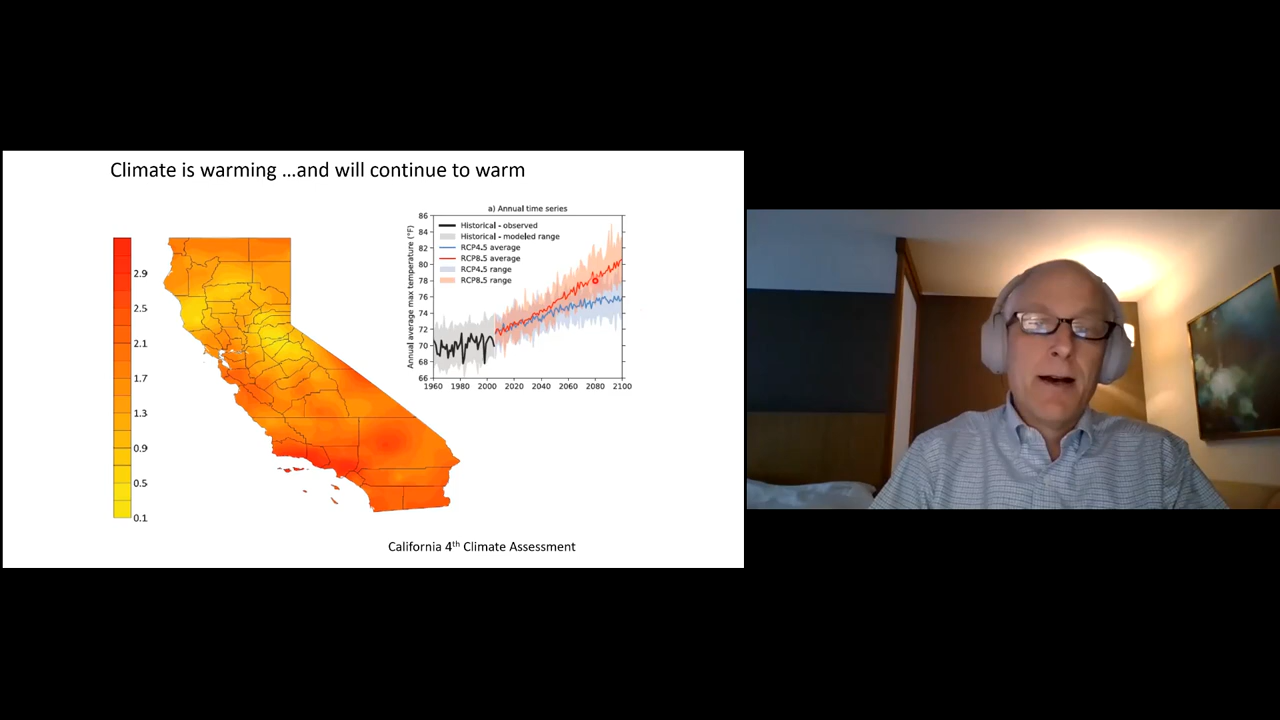 Climate is warming ...and will continue to warm
2.9
2.5
2.1
1.7
1.3
0.9
0.5
0.1
a) Annual time series
Annual average max temperature (°F)
86
84
82
80
78
76
74
72
70
68
66
Historical - observed
Historical - modeled range
RCP4.5 average
RCP8.5 average
RCP4.5 range
RCP8.5 range
1960 1980 2000 2020 2040 2060 2080 2100
California 4th Climate Assessment